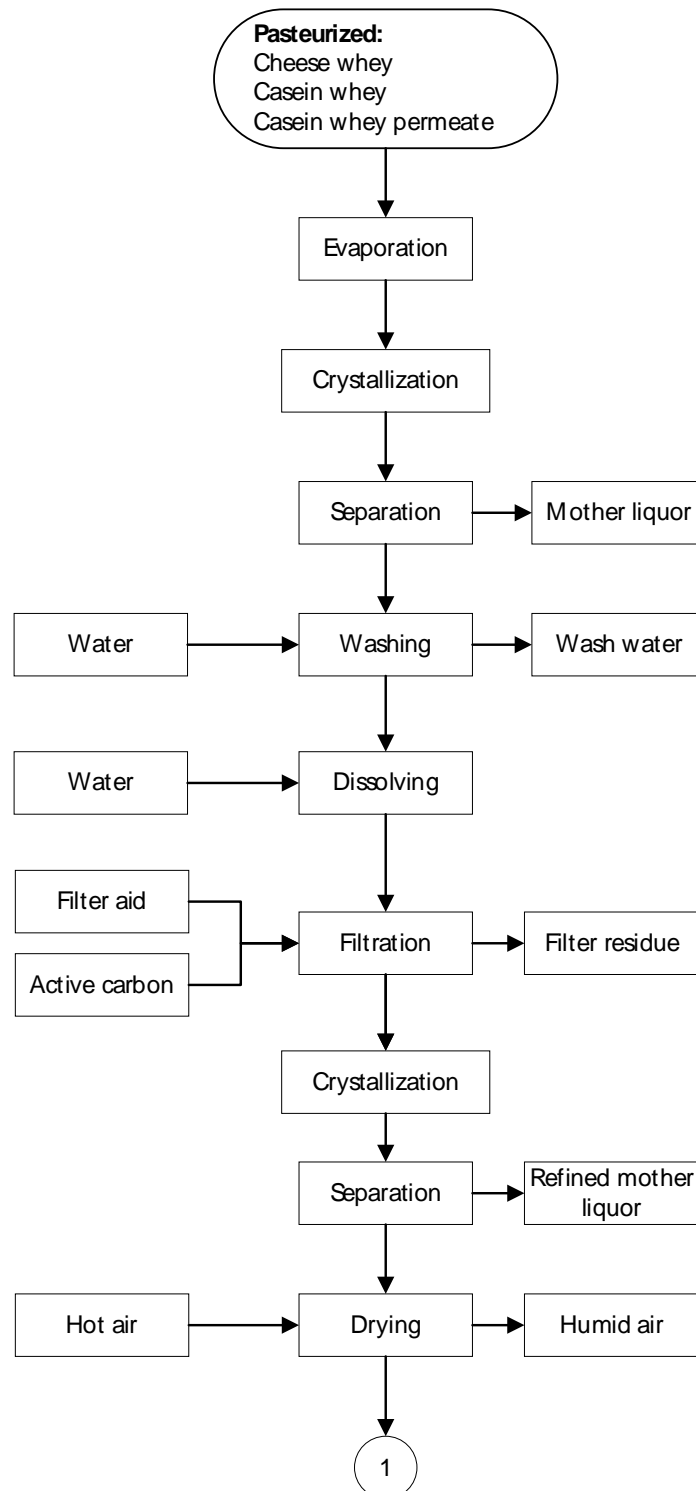 Pasteurized:
Cheese whey
Casein whey
Casein whey permeate
Evaporation
Crystallization
Separation
Mother liquor
Water
Washing
Wash water
Water
Dissolving
Filter aid
Active carbon
Filtration
Filter residue
Crystallization
Separation
Refined mother
liquor
Hot air
Drying
Humid air
1